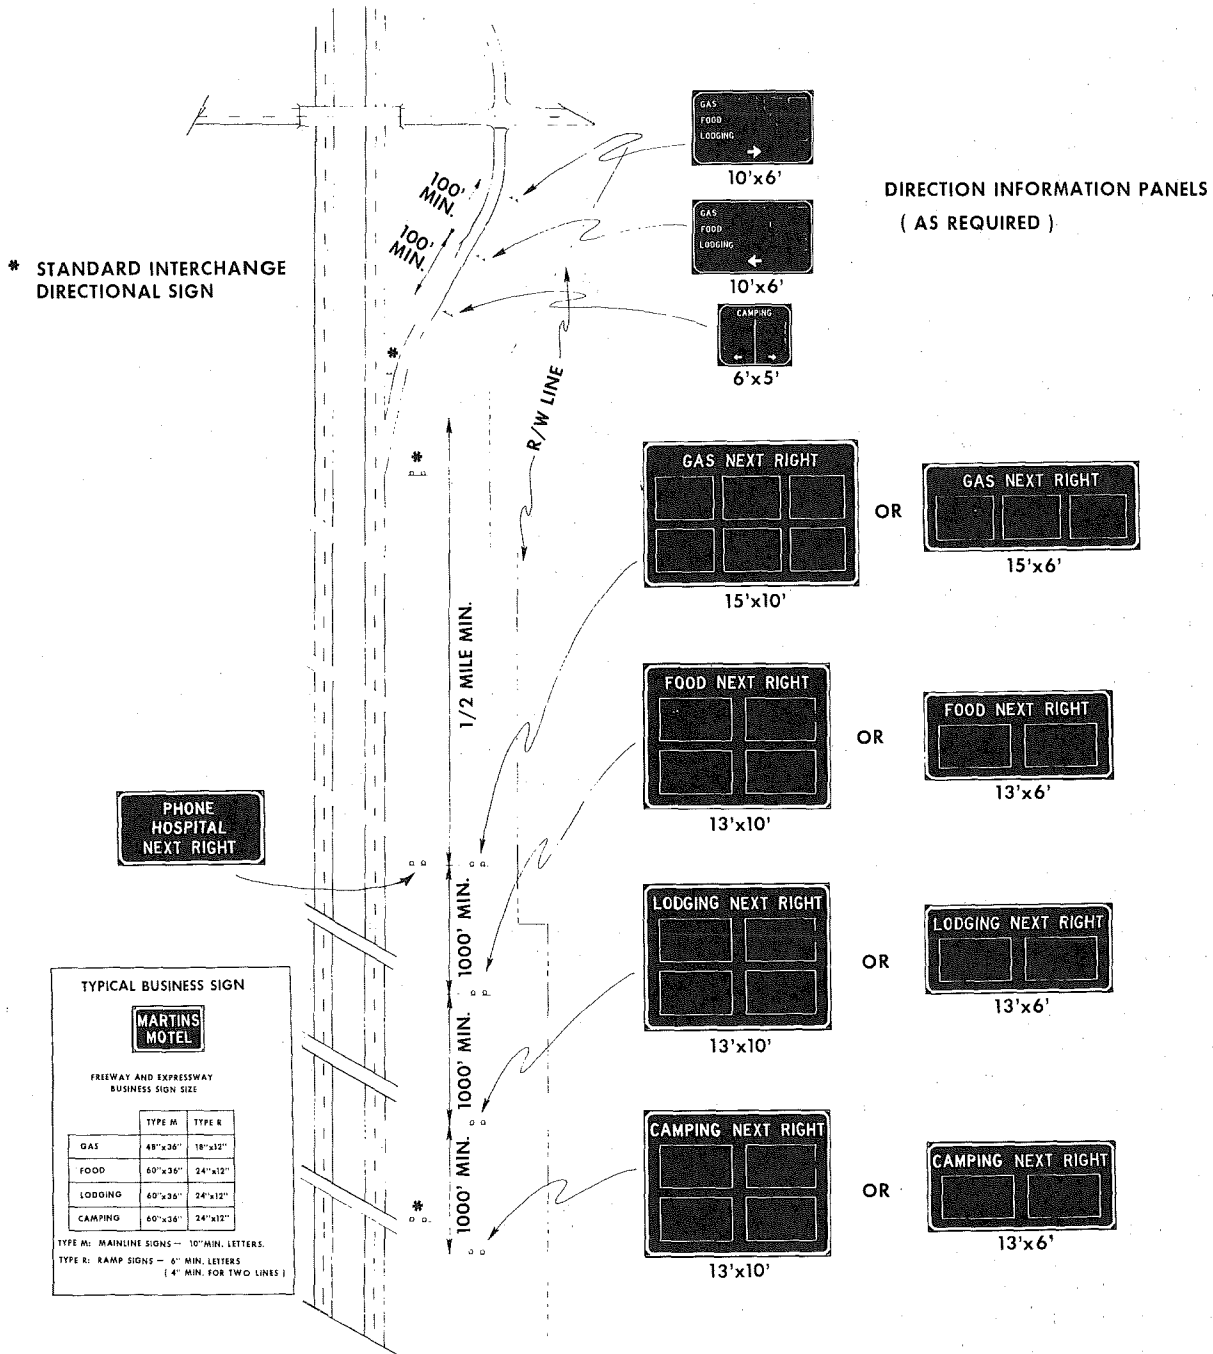 GAS
FOOD
LODGING
10'x6'
DIRECTION INFORMATION PANELS
( AS REQUIRED )
GAS
FOOD
LODGING
10'x6'
CAMPING
6'x5'
100' MIN.
100' MIN.
* STANDARD INTERCHANGE
DIRECTIONAL SIGN
*
R/W LINE
*
1/2 MILE MIN.
GAS NEXT RIGHT
15'x10'
OR
GAS NEXT RIGHT
15'x6'
FOOD NEXT RIGHT
13'x10'
OR
FOOD NEXT RIGHT
13'x6'
PHONE
HOSPITAL
NEXT RIGHT
1000' MIN.
LODGING NEXT RIGHT
13'x10'
OR
LODGING NEXT RIGHT
13'x6'
1000' MIN.
1000' MIN.
*
CAMPING NEXT RIGHT
13'x10'
OR
CAMPING NEXT RIGHT
13'x6'
TYPICAL BUSINESS SIGN
MARTINS
MOTEL
FREEWAY AND EXPRESSWAY
BUSINESS SIGN SIZE
TYPE M TYPE R
GAS 48"x36" 18"x12"
FOOD 60"x36" 24"x12"
LODGING 60"x36" 24"x12"
CAMPING 60"x36" 24"x12"
TYPE M: MAINLINE SIGNS — 10" MIN. LETTERS.
TYPE R: RAMP SIGNS — 6" MIN. LETTERS
( 4" MIN. FOR TWO LINES )